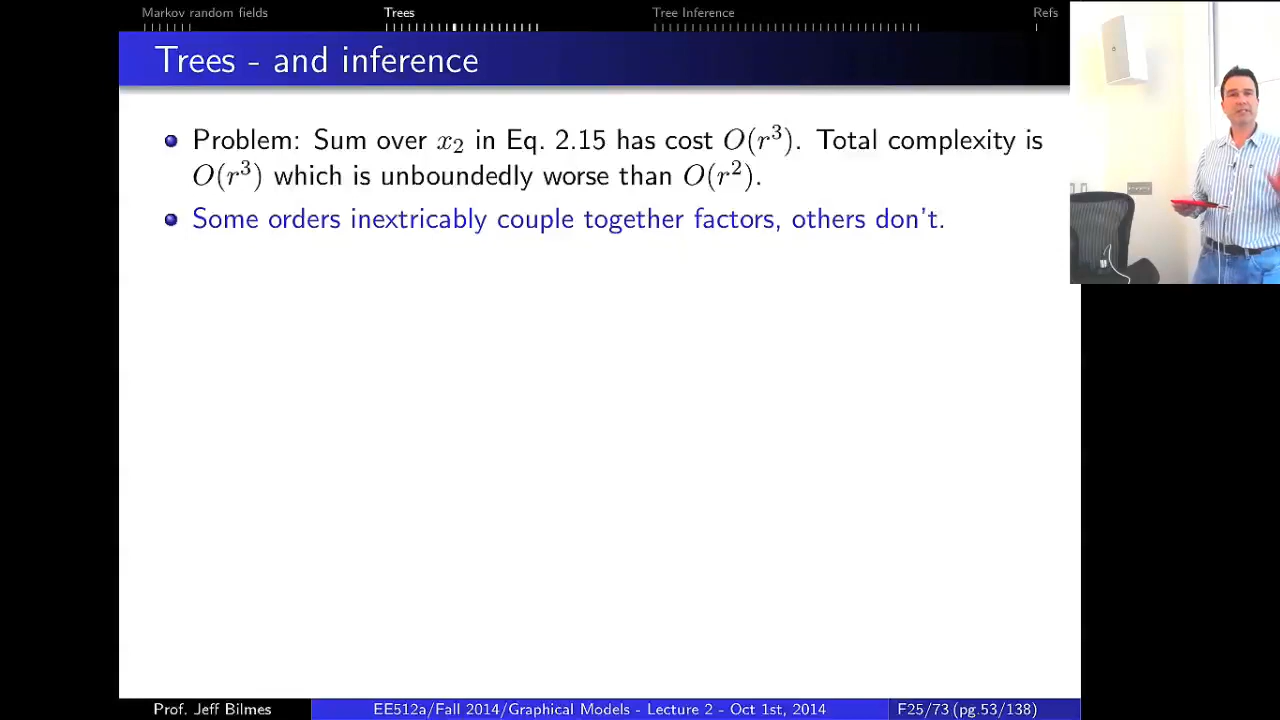 Markov random fields Trees Tree Inference Refs
Trees - and inference
Problem: Sum over x₂ in Eq. 2.15 has cost O(r³). Total complexity is
O(r³) which is unboundedly worse than O(r²).
Some orders inextricably couple together factors, others don't.
Prof. Jeff Bilmes EE512a/Fall 2014/Graphical Models - Lecture 2 - Oct 1st, 2014 F25/73 (pg.53/138)